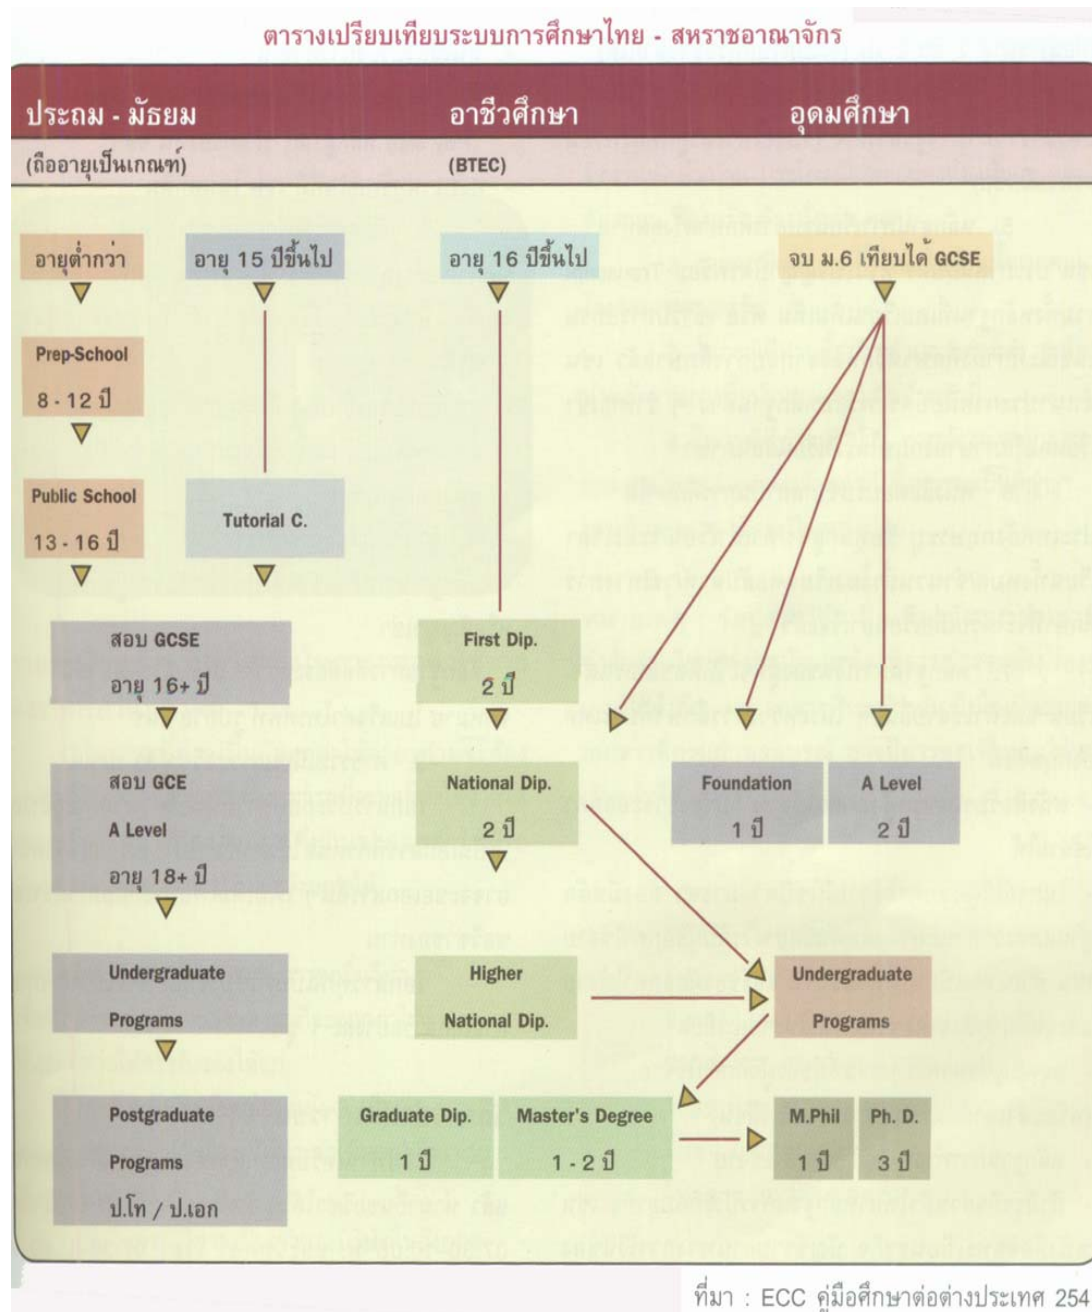 ตารางเปรียบเทียบระบบการศึกษาไทย - สหราชอาณาจักร
ประถม - มัธยม
อาชีวศึกษา
อุดมศึกษา
(ถืออายุเป็นเกณฑ์)
(BTEC)
อายุต่ำกว่า
อายุ 15 ปีขึ้นไป
อายุ 16 ปีขึ้นไป
จบ ม.6 เทียบได้ GCSE
Prep-School
8 - 12 ปี
Public School
13 - 16 ปี
Tutorial C.
สอบ GCSE
อายุ 16+ ปี
First Dip.
2 ปี
สอบ GCE
A Level
อายุ 18+ ปี
National Dip.
2 ปี
Foundation
1 ปี
A Level
2 ปี
Undergraduate
Programs
Higher
National Dip.
Undergraduate
Programs
Postgraduate
Programs
ป.โท / ป.เอก
Graduate Dip.
1 ปี
Master's Degree
1 - 2 ปี
M.Phil
1 ปี
Ph. D.
3 ปี
ที่มา : ECC คู่มือศึกษาต่อต่างประเทศ 254